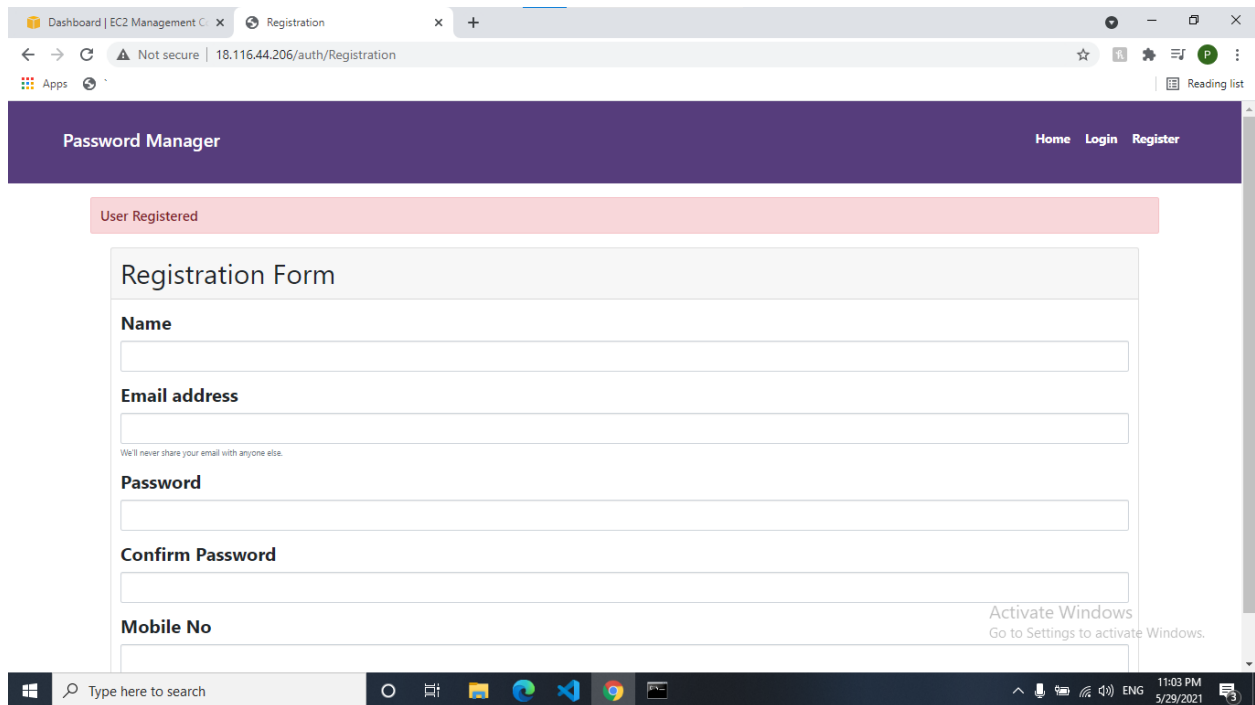 Dashboard | EC2 Management C
Registration
Not secure | 18.116.44.206/auth/Registration
P
Apps `
Reading list
Password Manager
Home Login Register
User Registered
Registration Form
Name
Email address
We'll never share your email with anyone else.
Password
Confirm Password
Mobile No
Activate Windows
Go to Settings to activate Windows.
Type here to search
ENG
11:03 PM
5/29/2021
3